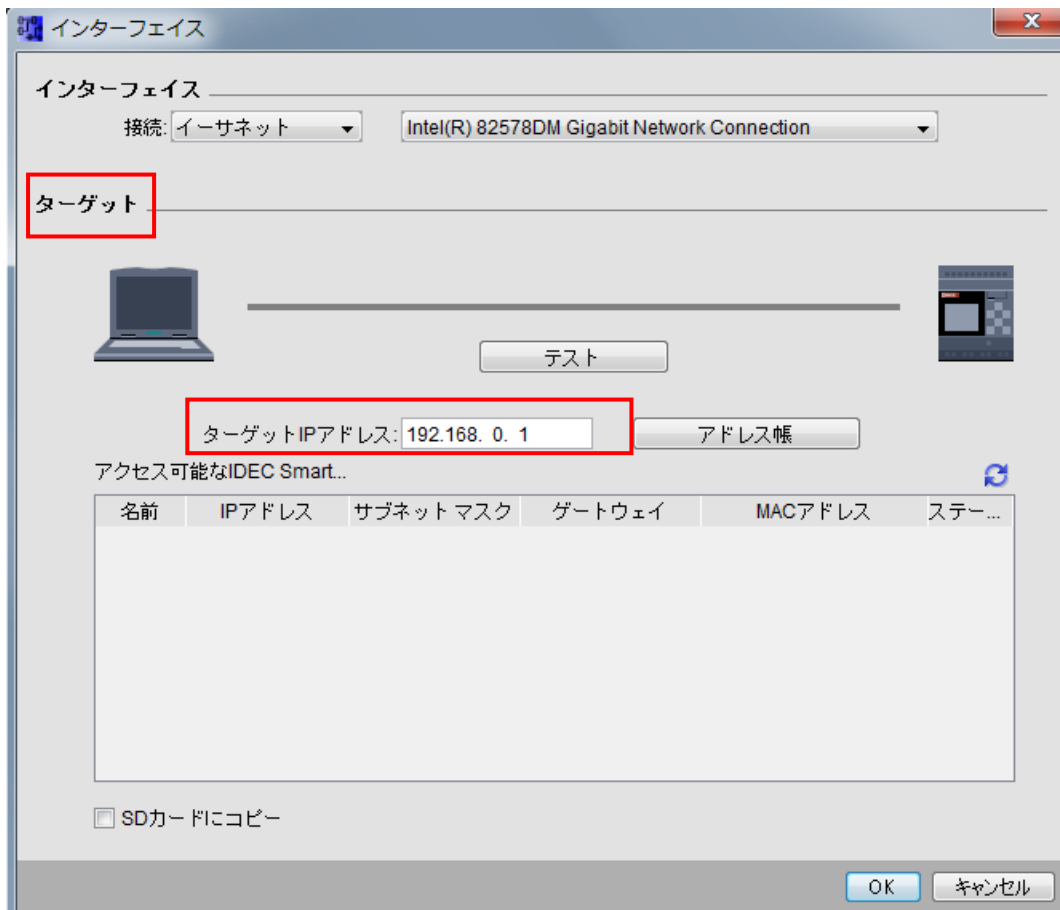 インターフェイス
インターフェイス
接続: イーサネット Intel(R) 82578DM Gigabit Network Connection
ターゲット
テスト
ターゲットIPアドレス: 192.168. 0. 1 アドレス帳
アクセス可能なIDEC Smart...
名前 IPアドレス サブネットマスク ゲートウェイ MACアドレス ステー...
SDカードにコピー
OK キャンセル